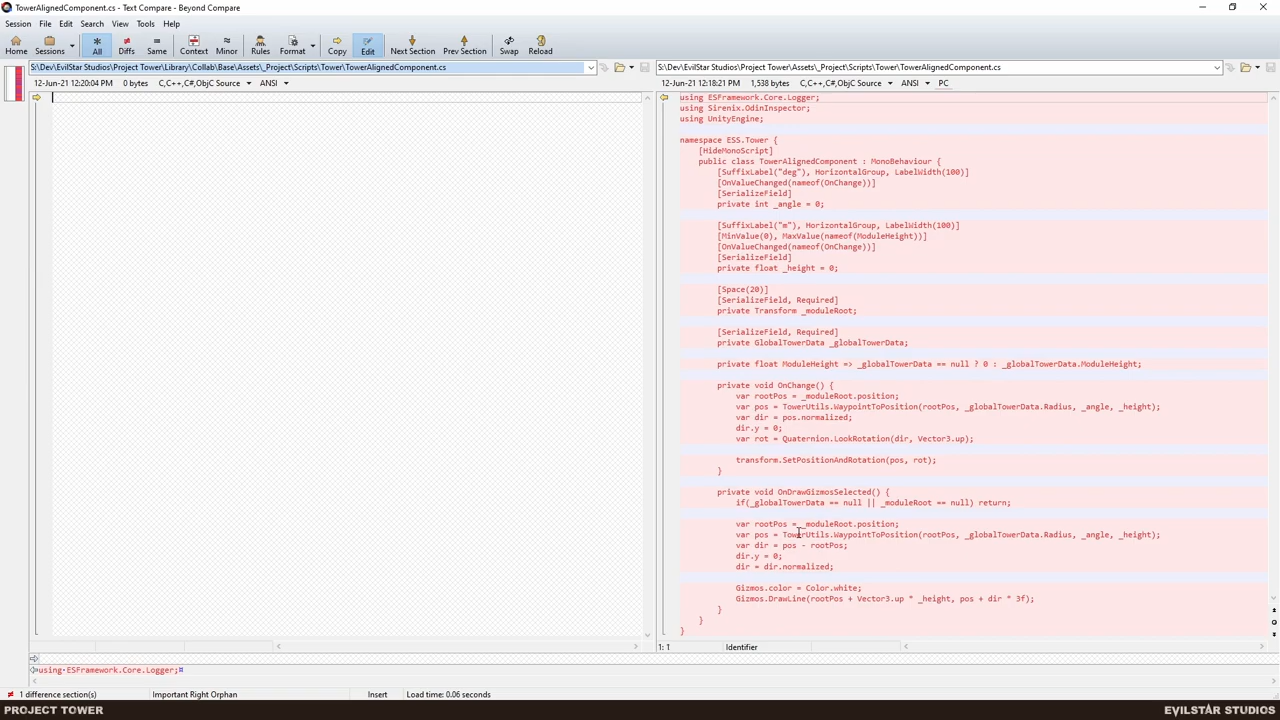 TowerAlignedComponent.cs - Text Compare - Beyond Compare
Session File Edit Search View Tools Help
Home Sessions All Diffs Same Context Minor Rules Format Copy Edit Next Section Prev Section Swap Reload
S:\Dev\EvilStar Studios\Project Tower\Library\Collab\Base\Assets\_Project\Scripts\Tower\TowerAlignedComponent.cs
12-Jun-21 12:20:04 PM 0 bytes C,C++,C#,ObjC Source ANSI
S:\Dev\EvilStar Studios\Project Tower\Assets\_Project\Scripts\Tower\TowerAlignedComponent.cs
12-Jun-21 12:18:21 PM 1,538 bytes C,C++,C#,ObjC Source ANSI PC
using ESFramework.Core.Logger;
using Sirenix.OdinInspector;
using UnityEngine;
namespace ESS.Tower {
[HideMonoScript]
public class TowerAlignedComponent : MonoBehaviour {
[SuffixLabel("deg"), HorizontalGroup, LabelWidth(100)]
[OnValueChanged(nameof(OnChange))]
[SerializeField]
private int _angle = 0;
[SuffixLabel("m"), HorizontalGroup, LabelWidth(100)]
[MinValue(0), MaxValue(nameof(ModuleHeight))]
[OnValueChanged(nameof(OnChange))]
[SerializeField]
private float _height = 0;
[Space(20)]
[SerializeField, Required]
private Transform _moduleRoot;
[SerializeField, Required]
private GlobalTowerData _globalTowerData;
private float ModuleHeight => _globalTowerData == null ? 0 : _globalTowerData.ModuleHeight;
private void OnChange() {
var rootPos = _moduleRoot.position;
var pos = TowerUtils.WaypointToPosition(rootPos, _globalTowerData.Radius, _angle, _height);
var dir = pos.normalized;
dir.y = 0;
var rot = Quaternion.LookRotation(dir, Vector3.up);
transform.SetPositionAndRotation(pos, rot);
}
private void OnDrawGizmosSelected() {
if(_globalTowerData == null || _moduleRoot == null) return;
var rootPos = _moduleRoot.position;
var pos = TowerUtils.WaypointToPosition(rootPos, _globalTowerData.Radius, _angle, _height);
var dir = pos - rootPos;
dir.y = 0;
dir = dir.normalized;
Gizmos.color = Color.white;
Gizmos.DrawLine(rootPos + Vector3.up * _height, pos + dir * 3f);
}
}
}
1: 1 Identifier
using·ESFramework.Core.Logger;¤
1 difference section(s) Important Right Orphan Insert Load time: 0.06 seconds
PROJECT TOWER
EVILSTAR STUDIOS